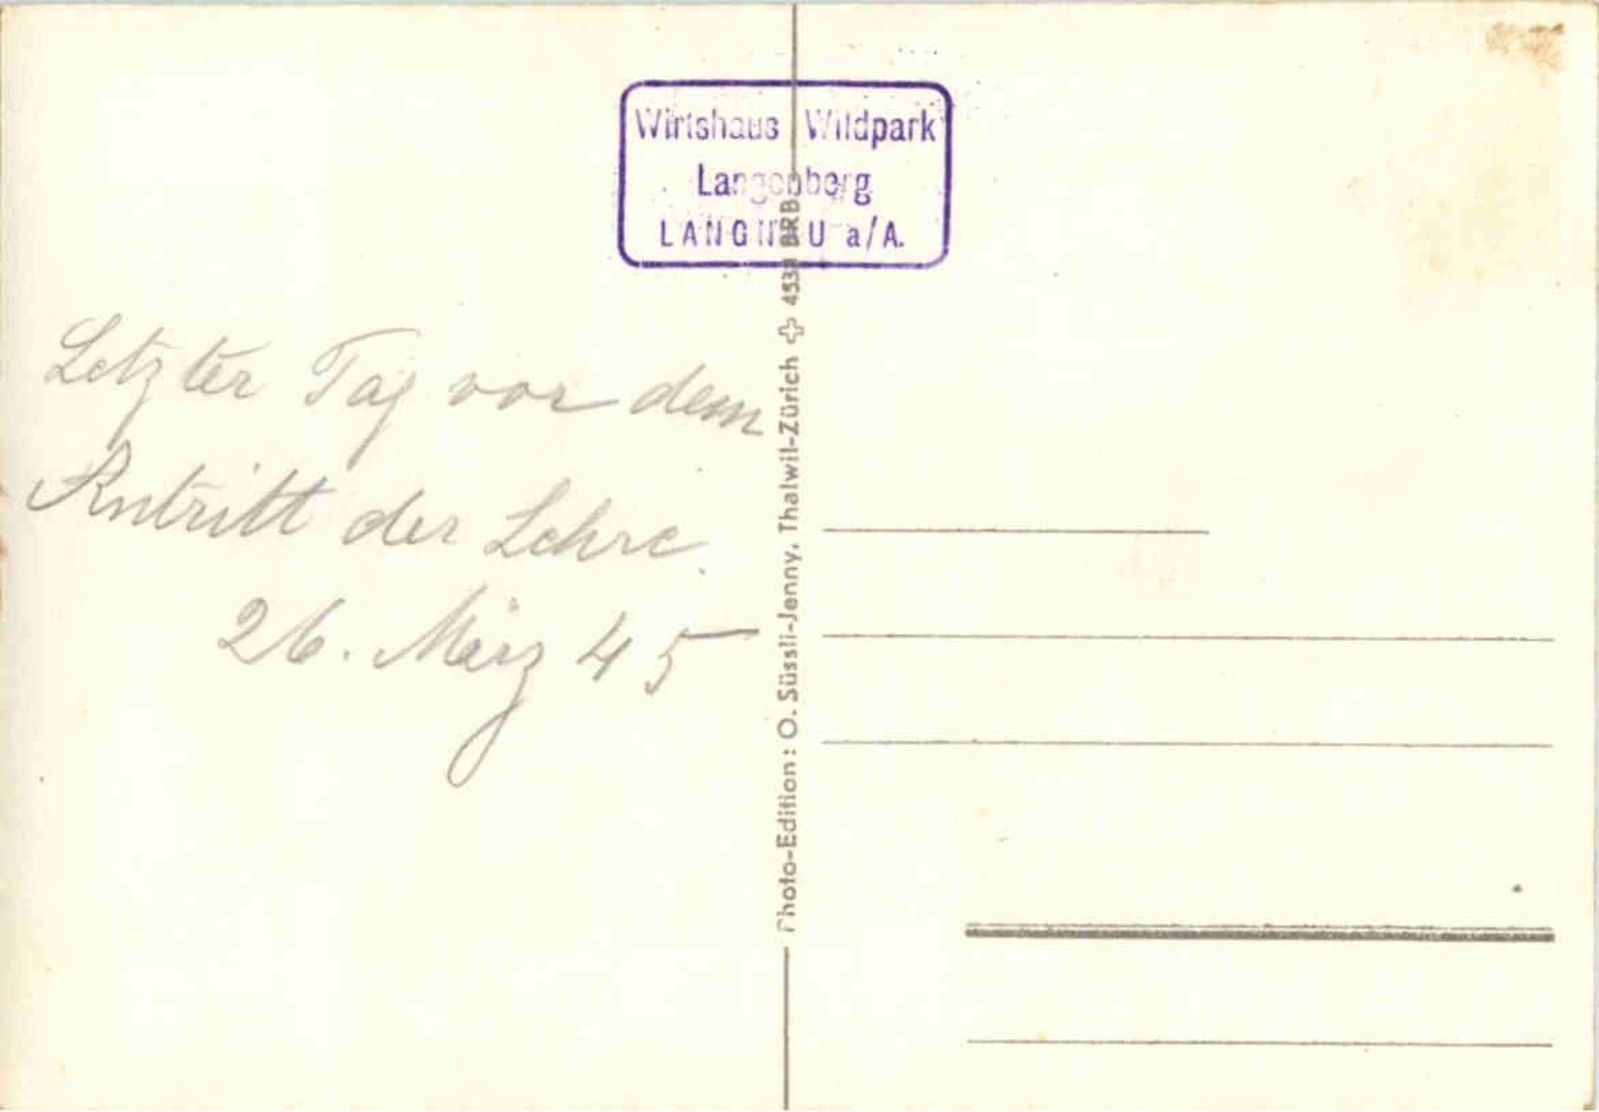 Wirtshaus Wildpark
Langenberg
LANGNAU a/A.
Letzter Tag vor dem
Antritt der Lehre.
26. März 45
Photo-Edition: O. Süssli-Jenny, Thalwil-Zürich BRB